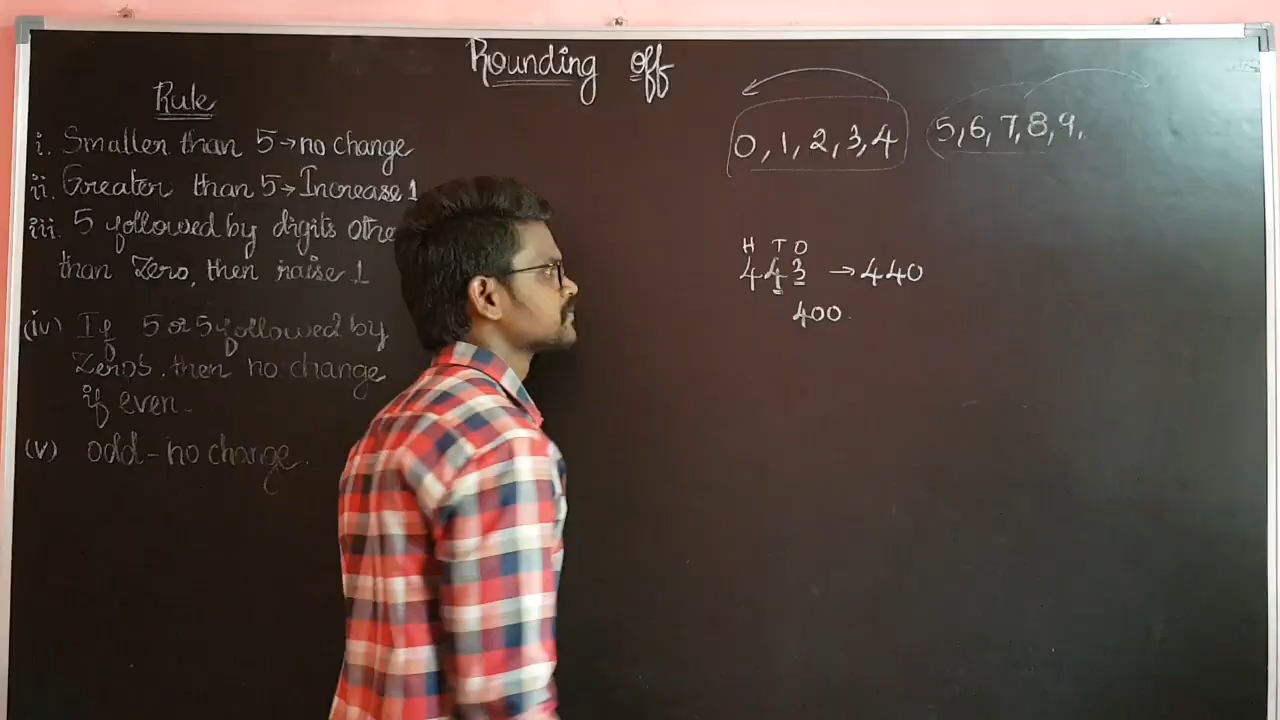 Rounding off
Rule
i. Smaller than 5→no change
ii. Greater than 5→Increase 1
iii. 5 followed by digits othe
than Zero, then raise 1
(iv) If 5 or 5 followed by
Zeros. then no change
if even.
(v) odd - no change.
0, 1, 2, 3, 4 5, 6, 7, 8, 9.
H T O
443 → 440
400.